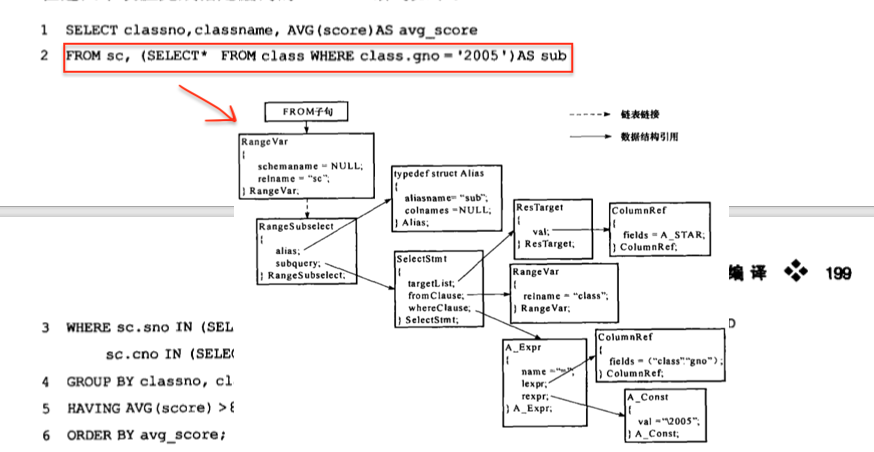 1 SELECT classno,classname, AVG(score)AS avg_score
2 FROM sc, (SELECT* FROM class WHERE class.gno = '2005')AS sub
FROM子句
链表链接
数据结构引用
RangeVar
{
schemaname = NULL;
relname = "sc";
} RangeVar;
typedef struct Alias
{
aliasname= "sub";
colnames =NULL;
} Alias;
RangeSubselect
{
alias;
subquery;
} RangeSubselect;
SelectStmt
{
targetList;
fromClause;
whereClause;
} SelectStmt;
ResTarget
{
val;
} ResTarget;
ColumnRef
{
fields = A_STAR;
} ColumnRef;
RangeVar
{
relname = "class";
} RangeVar;
A_Expr
{
name ="=";
lexpr;
rexpr;
} A_Expr;
ColumnRef
{
fields = ("class""gno");
} ColumnRef;
A_Const
{
val ="\2005";
} A_Const;
编译 199
3 WHERE sc.sno IN (SEL
sc.cno IN (SELE
4 GROUP BY classno, cl
5 HAVING AVG(score) >
6 ORDER BY avg_score;